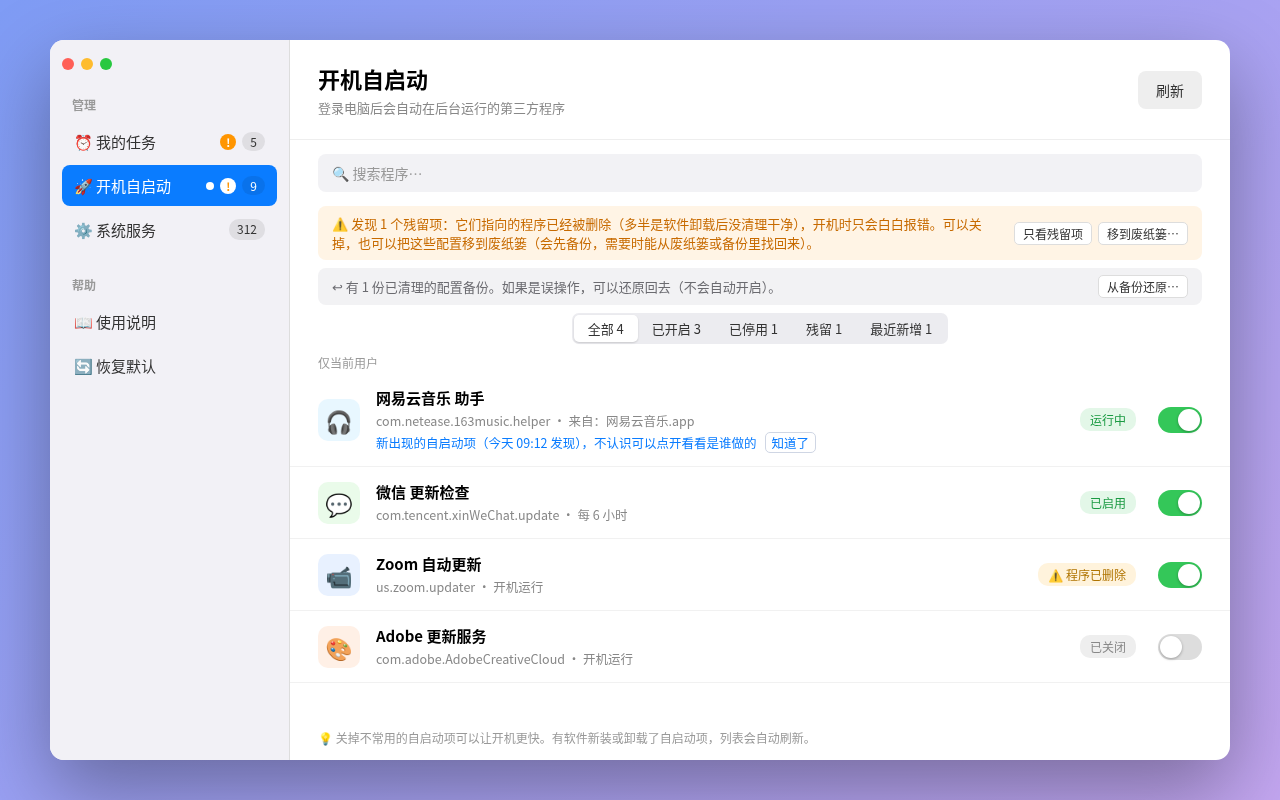 管理
⏰ 我的任务 ! 5
🚀 开机自启动 ! 9
⚙️ 系统服务 312
帮助
📖 使用说明
🔄 恢复默认
开机自启动
登录电脑后会自动在后台运行的第三方程序
刷新
🔍 搜索程序…
⚠️ 发现 1 个残留项：它们指向的程序已经被删除（多半是软件卸载后没清理干净），开机时只会白白报错。可以关
掉，也可以把这些配置移到废纸篓（会先备份，需要时能从废纸篓或备份里找回来）。
只看残留项 移到废纸篓…
↩ 有 1 份已清理的配置备份。如果是误操作，可以还原回去（不会自动开启）。
从备份还原…
全部 4 已开启 3 已停用 1 残留 1 最近新增 1
仅当前用户
网易云音乐 助手
com.netease.163music.helper · 来自：网易云音乐.app
新出现的自启动项（今天 09:12 发现），不认识可以点开看看是谁做的 知道了
运行中
微信 更新检查
com.tencent.xinWeChat.update · 每 6 小时
已启用
Zoom 自动更新
us.zoom.updater · 开机运行
⚠️ 程序已删除
Adobe 更新服务
com.adobe.AdobeCreativeCloud · 开机运行
已关闭
💡 关掉不常用的自启动项可以让开机更快。有软件新装或卸载了自启动项，列表会自动刷新。